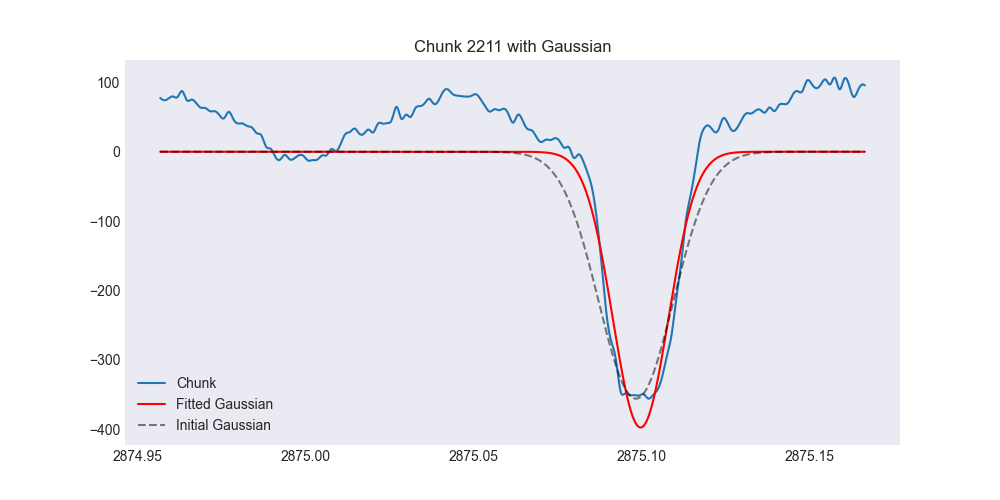 Chunk 2211 with Gaussian
100
0
−100
−200
−300
−400
Chunk
Fitted Gaussian
Initial Gaussian
2874.95 2875.00 2875.05 2875.10 2875.15